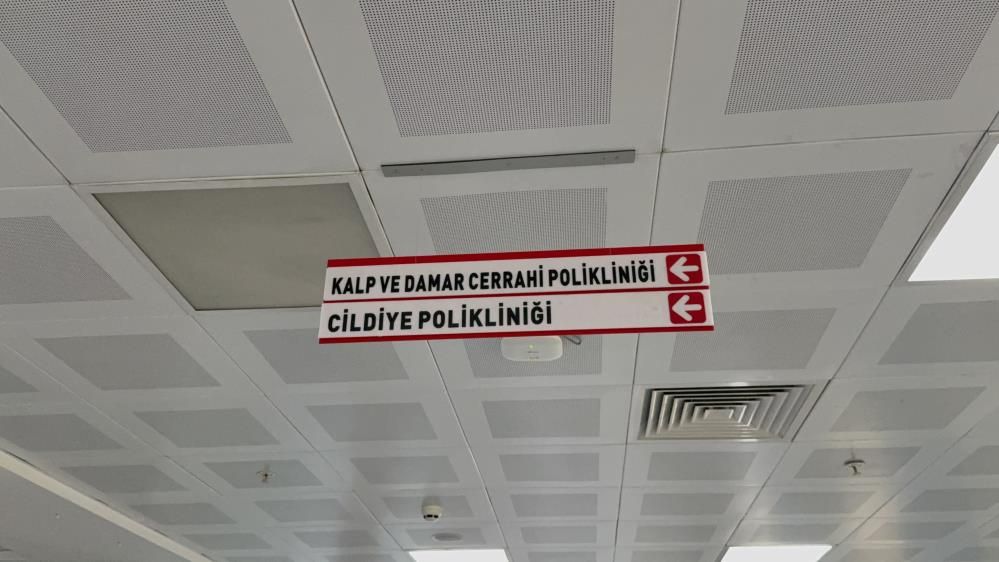 KALP VE DAMAR CERRAHİ POLİKLİNİĞİ
CİLDİYE POLİKLİNİĞİ